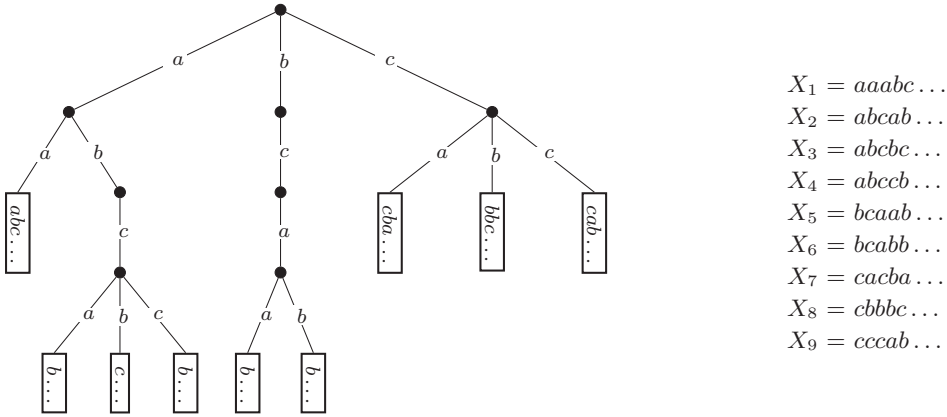 a b c
a b c a b c
abc... c a cba... bbc... cab...
a b c a b
b... c... b... b... b...
X₁ = aaabc...
X₂ = abcab...
X₃ = abcbc...
X₄ = abccb...
X₅ = bcaab...
X₆ = bcabb...
X₇ = cacba...
X₈ = cbbbc...
X₉ = cccab...